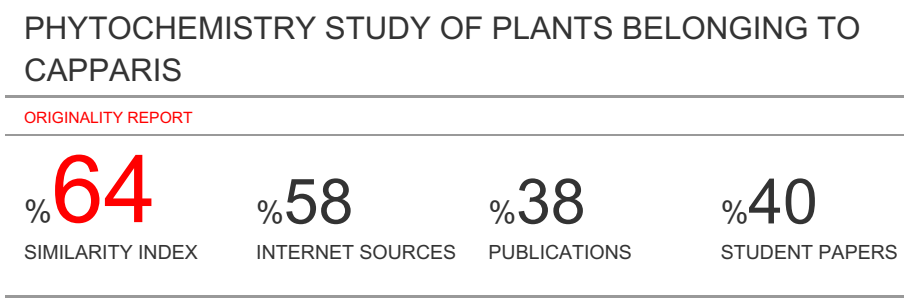 PHYTOCHEMISTRY STUDY OF PLANTS BELONGING TO
CAPPARIS
ORIGINALITY REPORT
%64 %58 %38 %40
SIMILARITY INDEX INTERNET SOURCES PUBLICATIONS STUDENT PAPERS